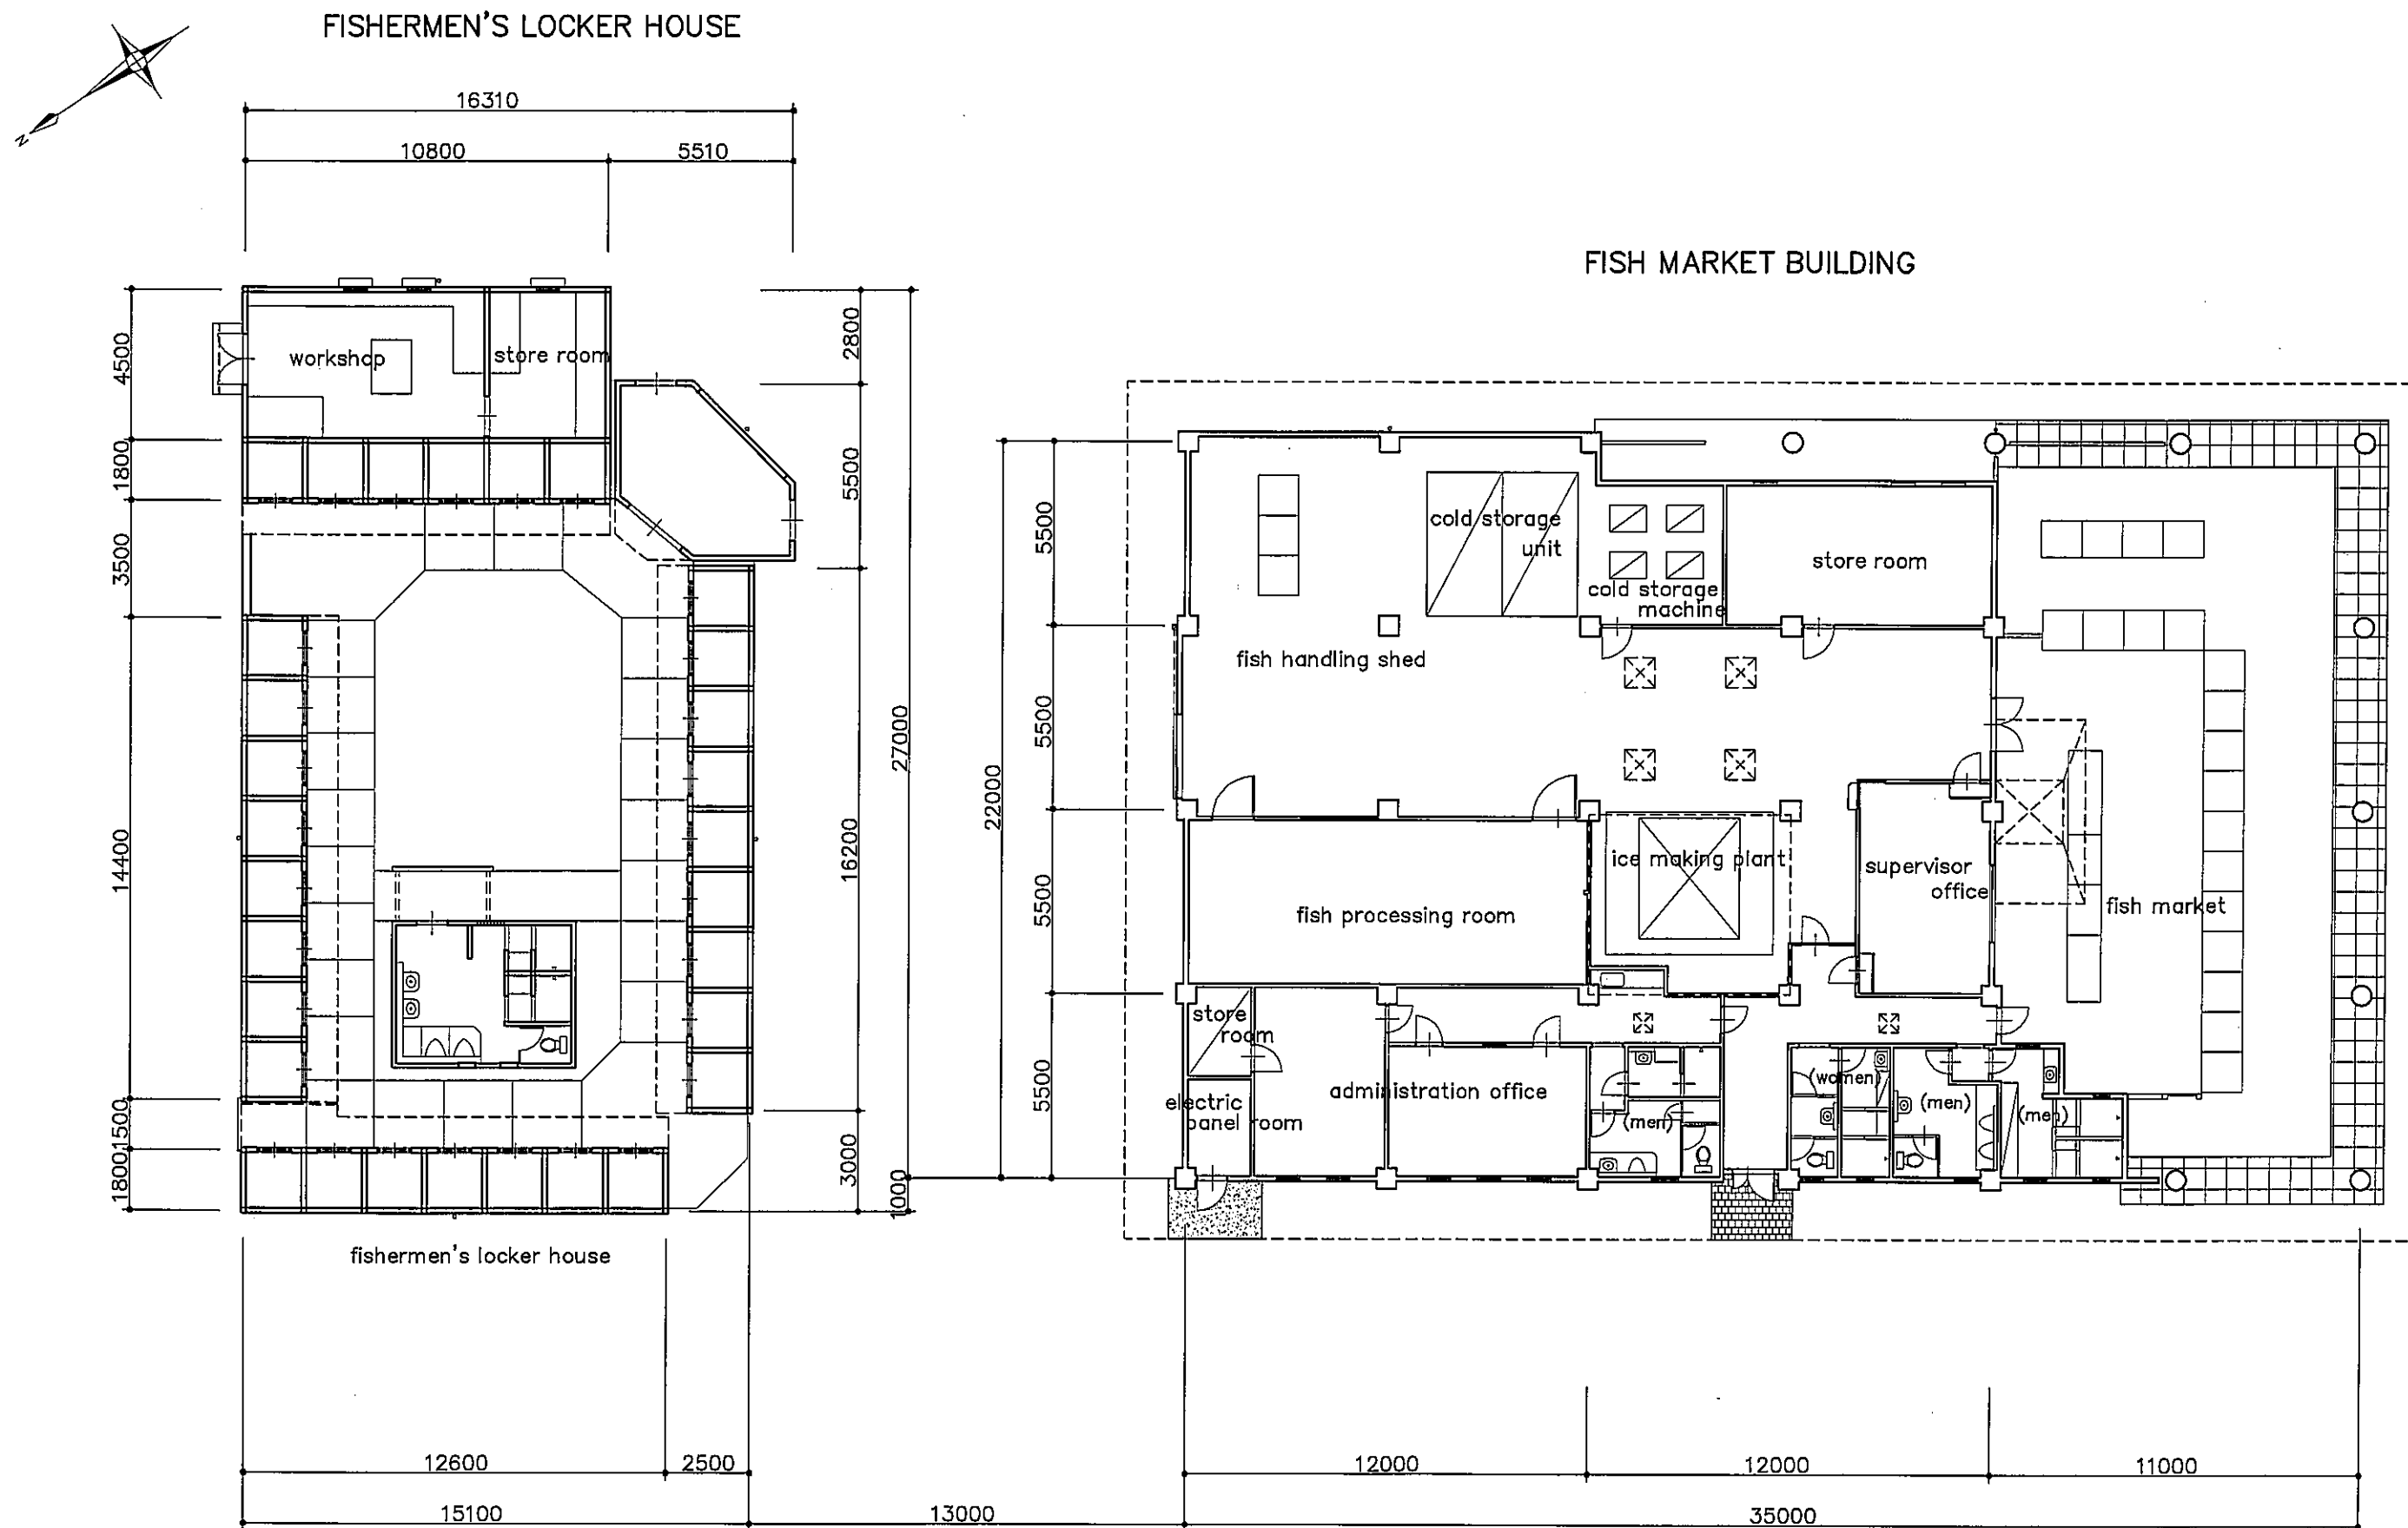 FISHERMEN'S LOCKER HOUSE
N
16310
10800
5510
FISH MARKET BUILDING
4500
1800
3500
14400
1500
1800
workshop
store room
2800
5500
16200
27000
3000
1000
fishermen's locker house
12600
2500
15100
13000
22000
5500
5500
5500
5500
cold storage
unit
cold storage
machine
store room
fish handling shed
ice making plant
supervisor
office
fish market
fish processing room
store
room
administration office
electric
panel room
(men)
(women)
(men)
(men)
12000
12000
11000
35000